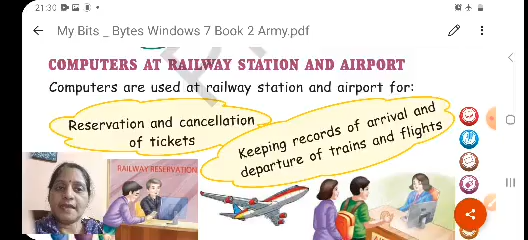 21:30
My Bits _ Bytes Windows 7 Book 2 Army.pdf
COMPUTERS AT RAILWAY STATION AND AIRPORT
Computers are used at railway station and airport for:
Reservation and cancellation
of tickets
Keeping records of arrival and
departure of trains and flights
RAILWAY RESERVATION